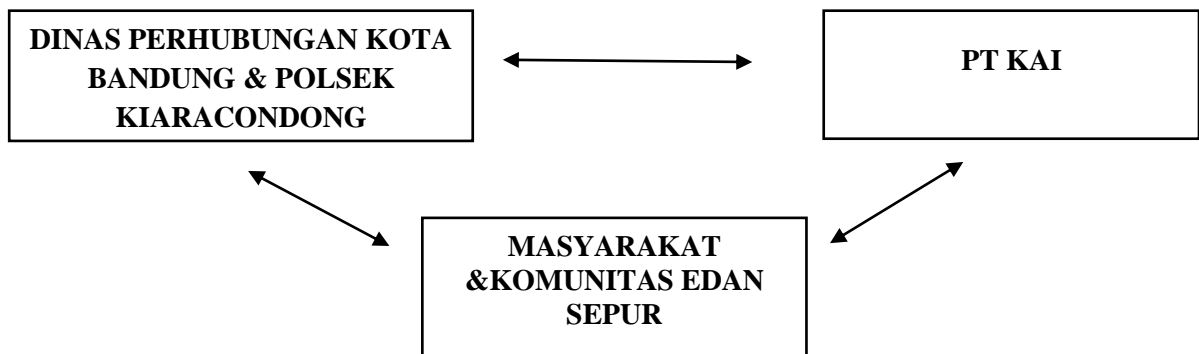 DINAS PERHUBUNGAN KOTA
BANDUNG & POLSEK
KIARACONDONG
PT KAI
MASYARAKAT
&KOMUNITAS EDAN
SEPUR